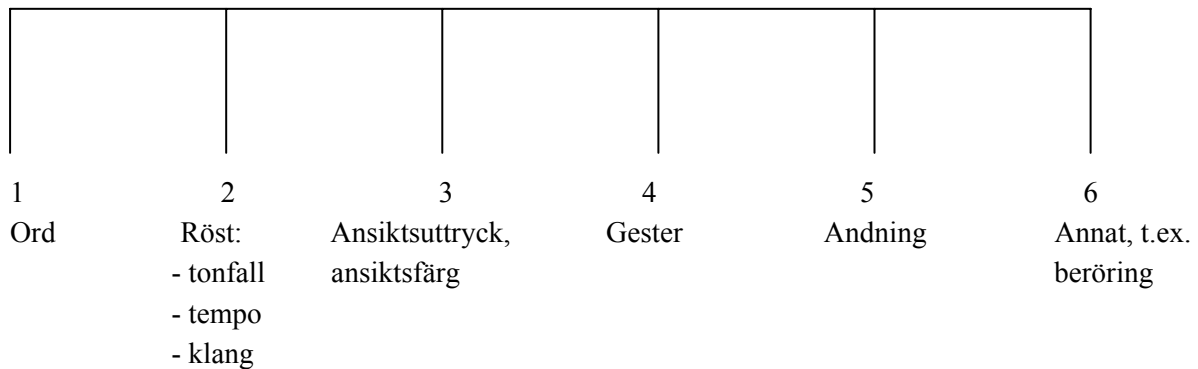 1 2 3 4 5 6
Ord Röst: Ansiktsuttryck, Gester Andning Annat, t.ex.
- tonfall ansiktsfärg beröring
- tempo
- klang